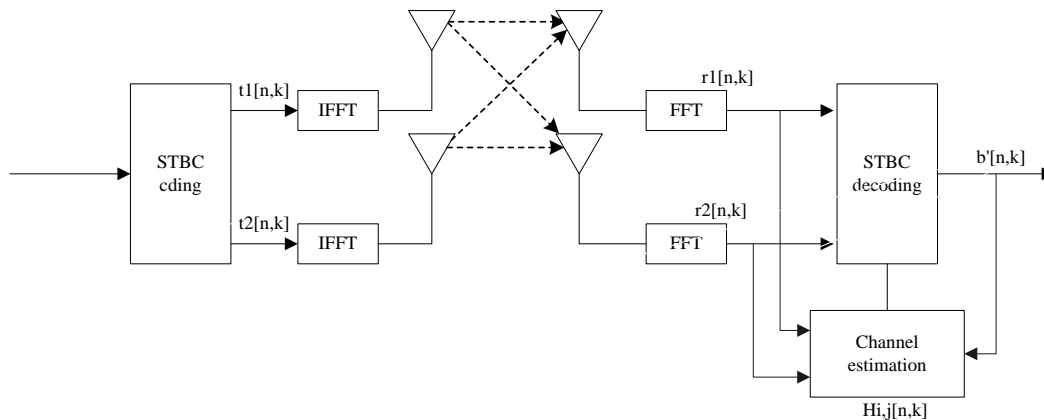 t1[n,k]
IFFT
r1[n,k]
FFT
STBC
cding
STBC
decoding
b'[n,k]
t2[n,k]
IFFT
r2[n,k]
FFT
Channel
estimation
Hi,j[n,k]